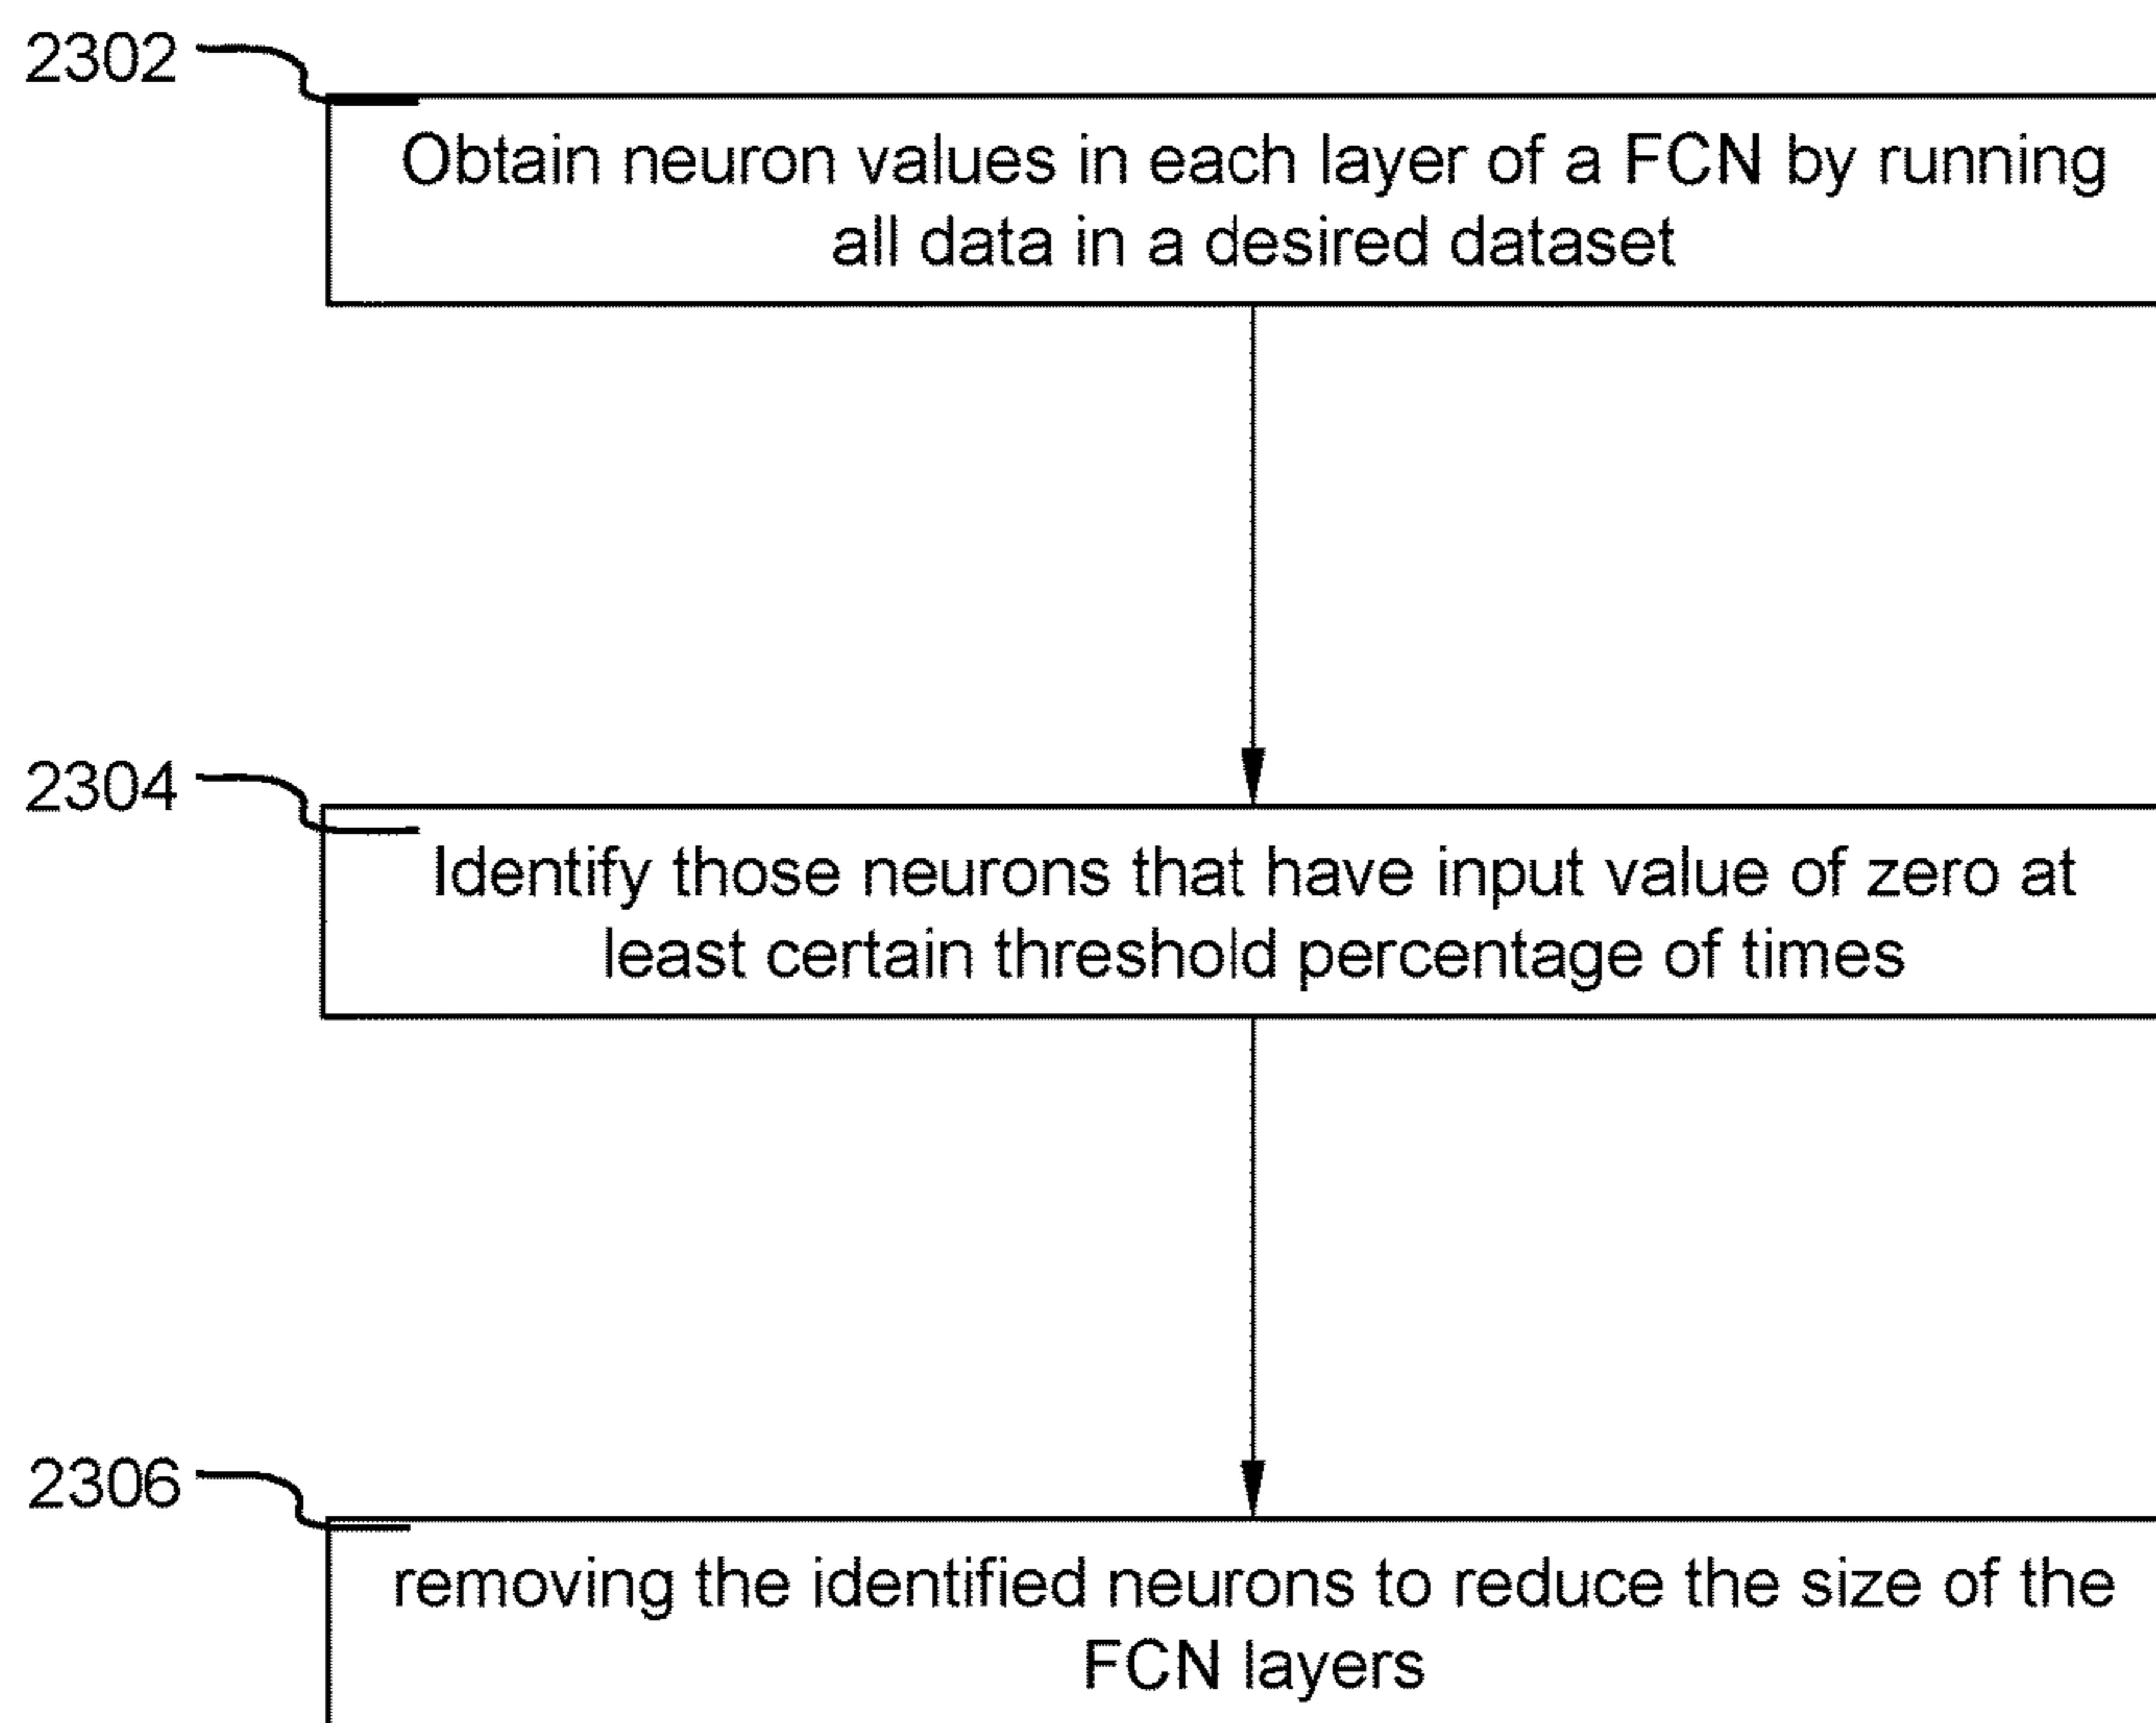 2302
Obtain neuron values in each layer of a FCN by running
all data in a desired dataset
2304
Identify those neurons that have input value of zero at
least certain threshold percentage of times
2306
removing the identified neurons to reduce the size of the
FCN layers